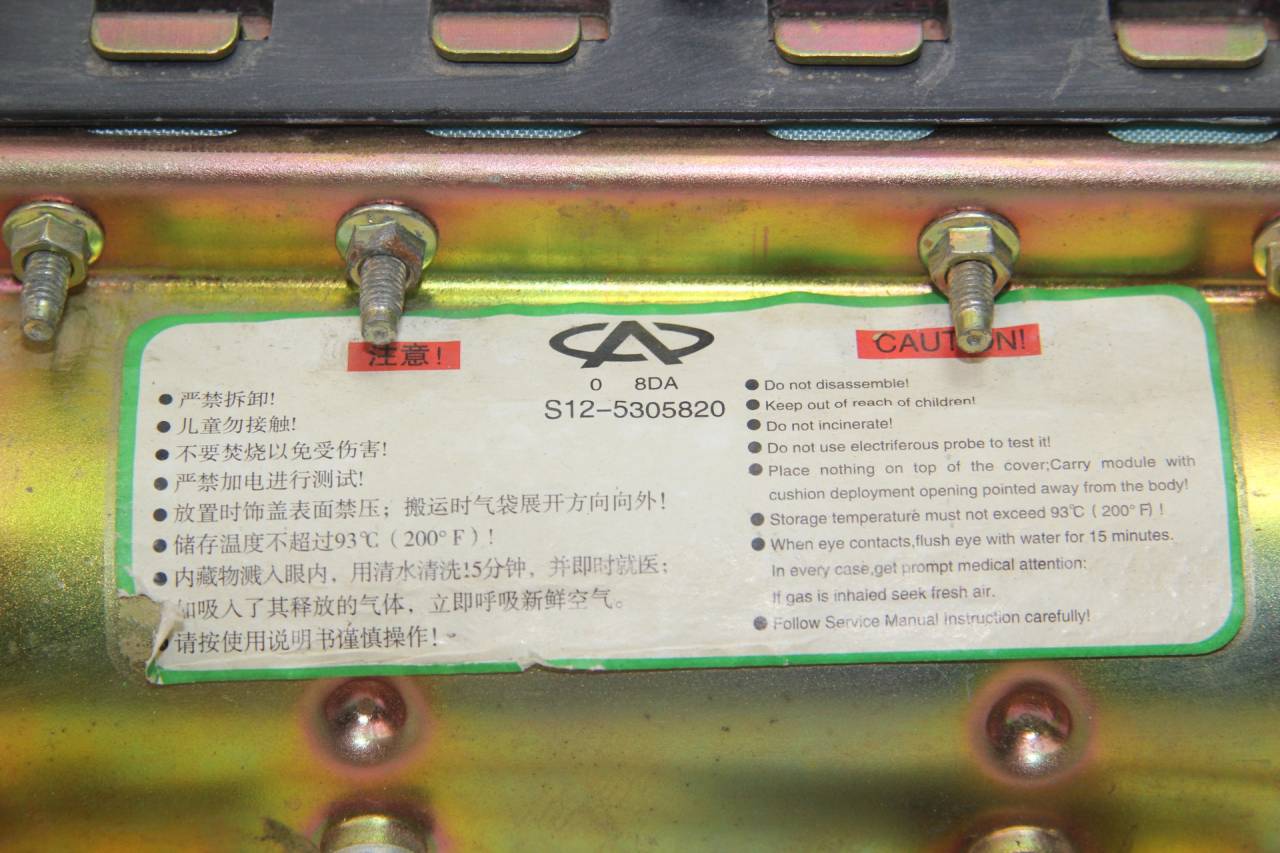 注意!
严禁拆卸!
儿童勿接触!
不要焚烧以免受伤害!
严禁加电进行测试!
放置时饰盖表面禁压；搬运时气袋展开方向向外!
储存温度不超过93℃(200°F)!
内藏物溅入眼内，用清水清洗15分钟，并即时就医；
如吸入了其释放的气体，立即呼吸新鲜空气。
请按使用说明书谨慎操作!
0 8DA
S12-5305820
CAUTION!
Do not disassemble!
Keep out of reach of children!
Do not incinerate!
Do not use electriferous probe to test it!
Place nothing on top of the cover;Carry module with
cushion deployment opening pointed away from the body!
Storage temperature must not exceed 93℃(200°F)!
When eye contacts,flush eye with water for 15 minutes.
In every case,get prompt medical attention:
If gas is inhaled seek fresh air.
Follow Service Manual Instruction carefully!